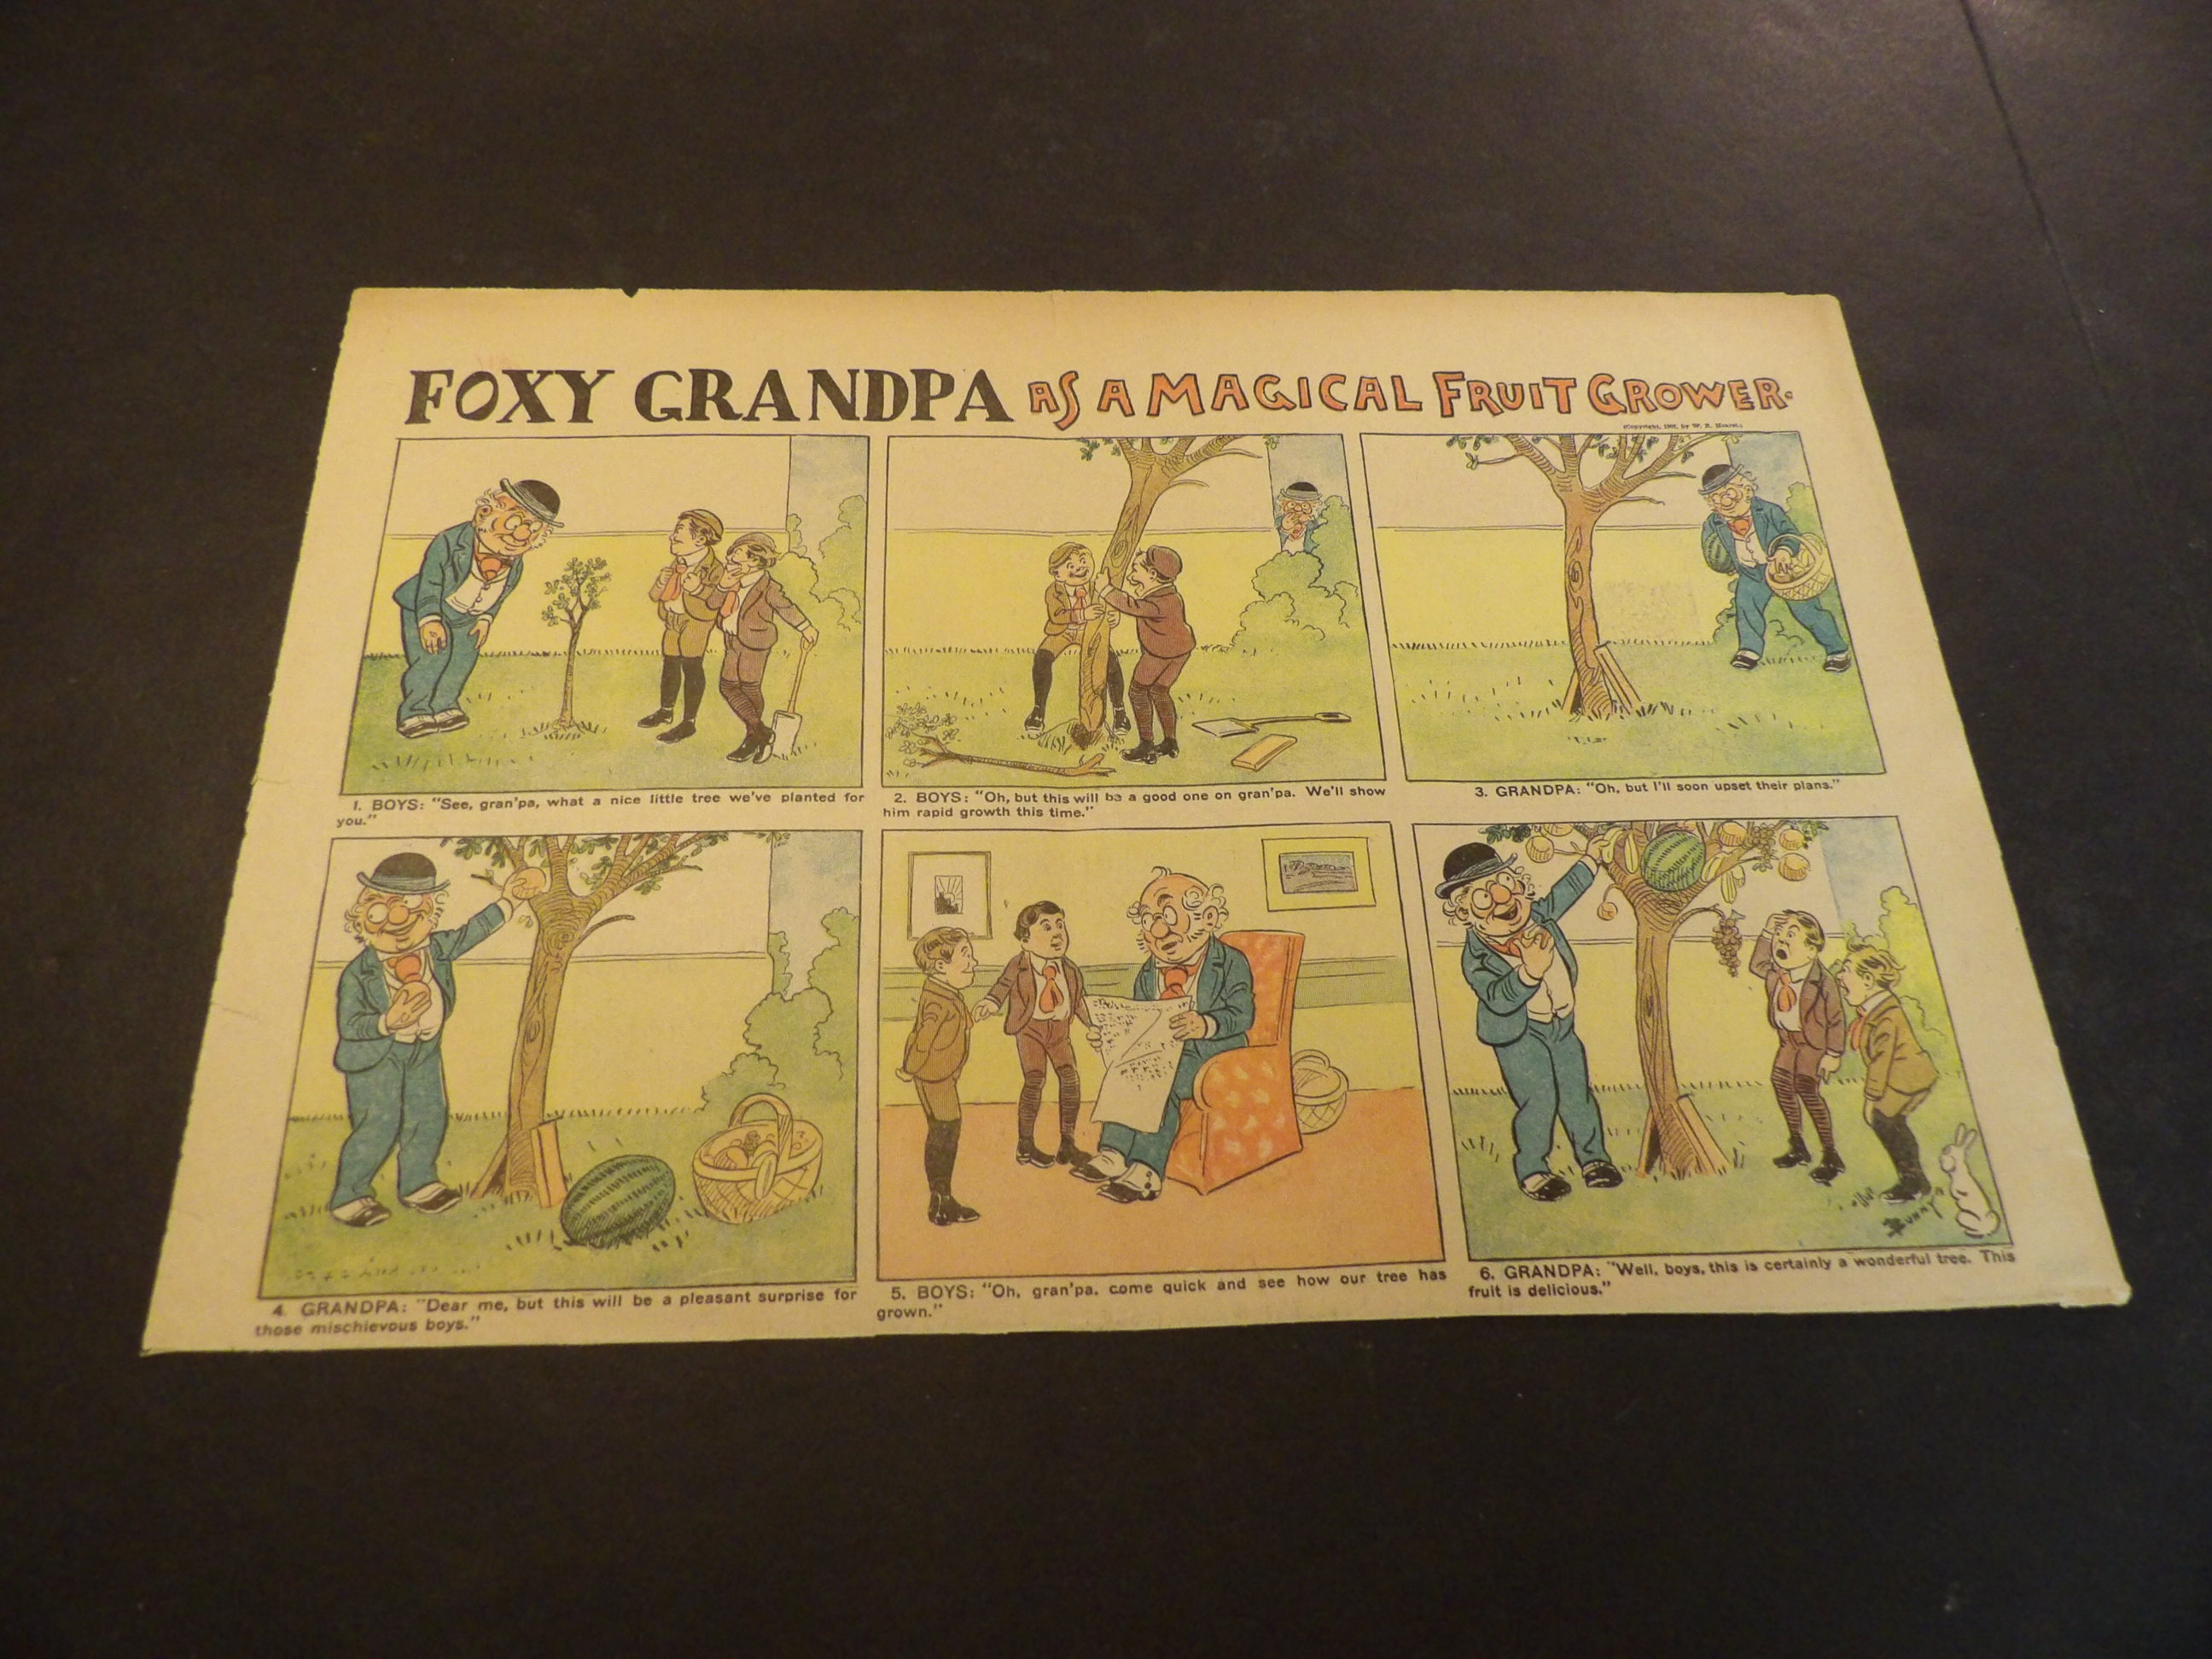 FOXY GRANDPA AS A MAGICAL FRUIT GROWER.
(Copyright, by W. R. Hearst.)
1. BOYS: "See, gran'pa, what a nice little tree we've planted for
you."
2. BOYS: "Oh, but this will be a good one on gran'pa. We'll show
him rapid growth this time."
3. GRANDPA: "Oh, but I'll soon upset their plans."
4. GRANDPA: "Dear me, but this will be a pleasant surprise for
those mischievous boys."
5. BOYS: "Oh, gran'pa, come quick and see how our tree has
grown."
Bunny
6. GRANDPA: "Well, boys, this is certainly a wonderful tree. This
fruit is delicious."